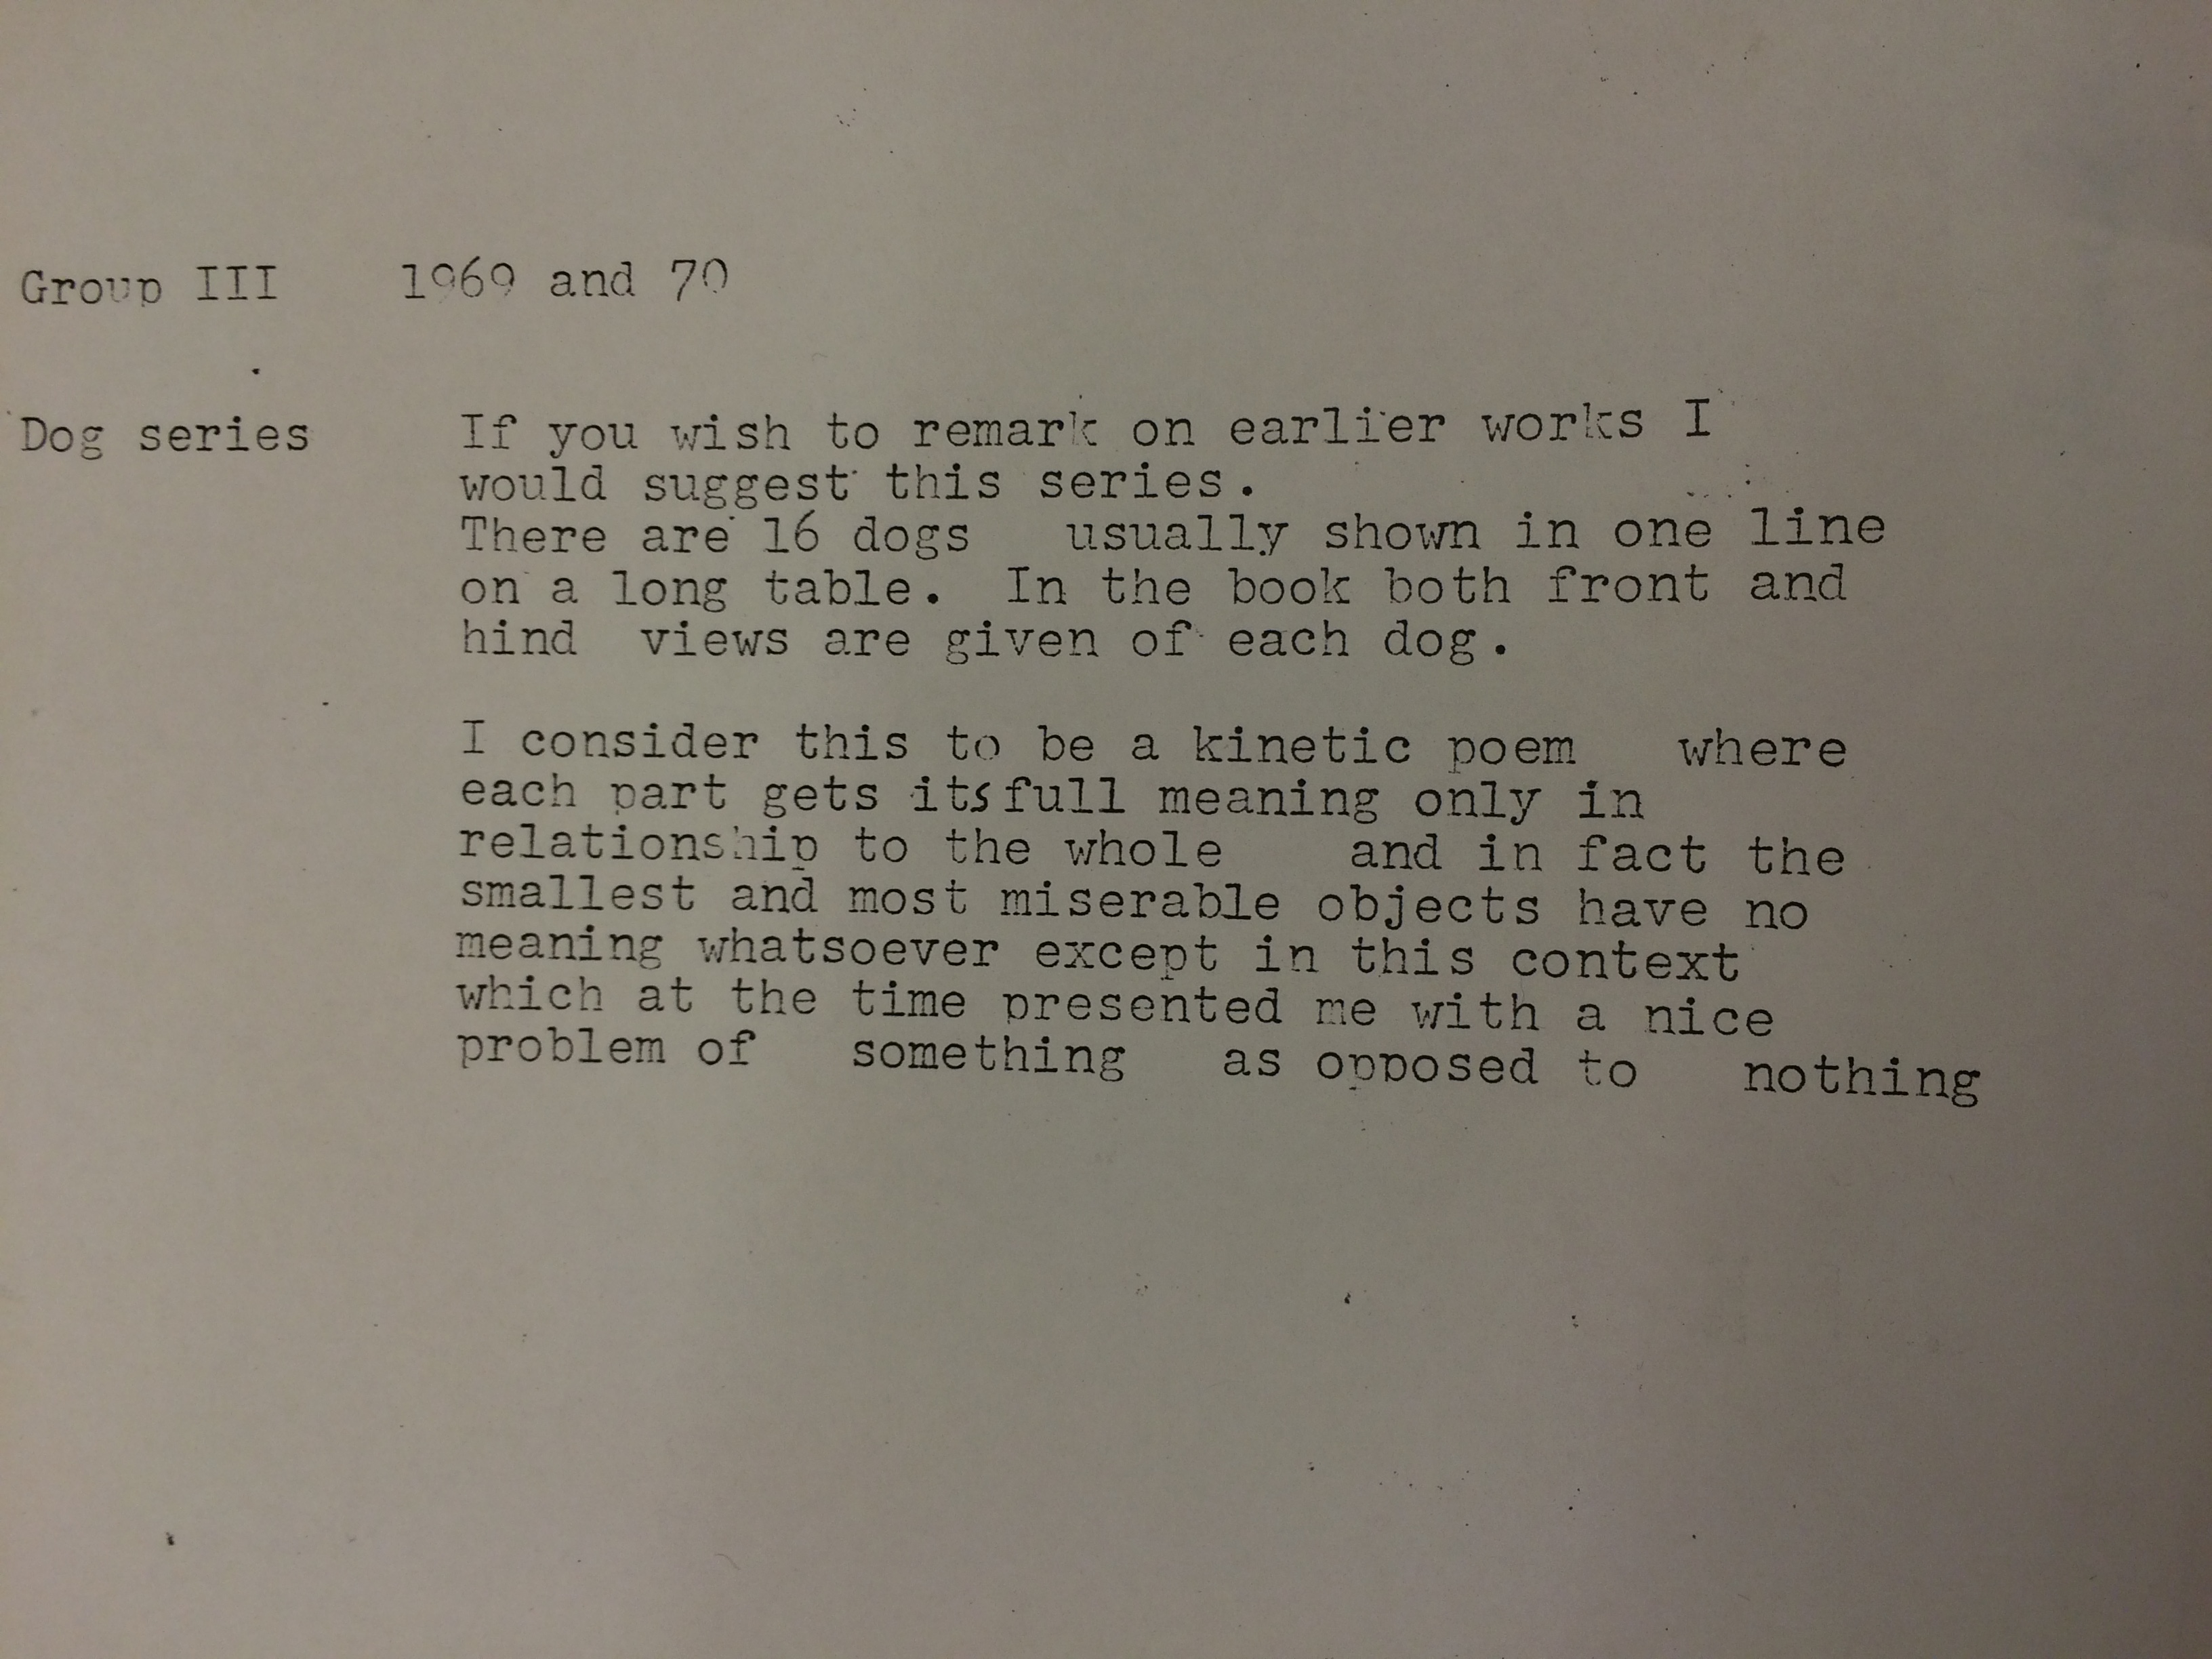 Group III    1969 and 70
Dog series    If you wish to remark on earlier works I
would suggest this series.
There are 16 dogs   usually shown in one line
on a long table.  In the book both front and
hind  views are given of each dog.
I consider this to be a kinetic poem   where
each part gets its full meaning only in
relationship to the whole    and in fact the
smallest and most miserable objects have no
meaning whatsoever except in this context
which at the time presented me with a nice
problem of   something   as opposed to   nothing